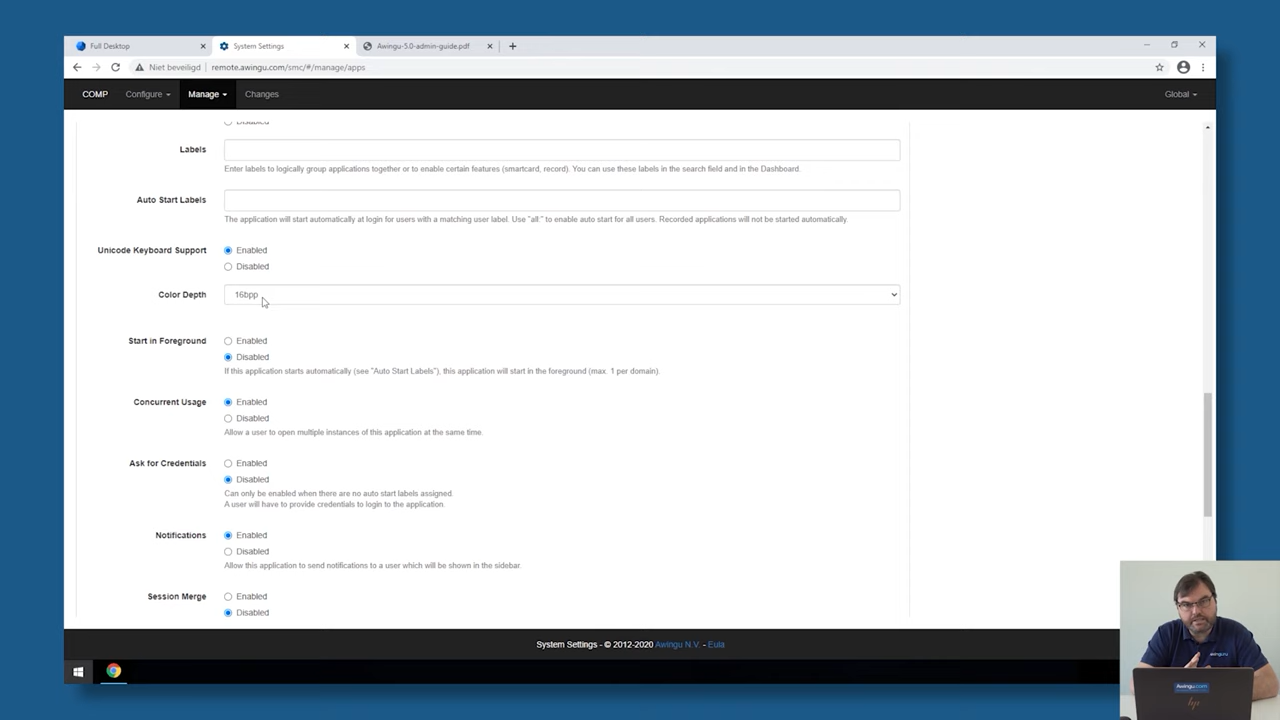 Full Desktop
System Settings
Awingu-5.0-admin-guide.pdf
Niet beveiligd
remote.awingu.com/smc/#/manage/apps
COMP
Configure
Manage
Changes
Global
Disabled
Labels
Enter labels to logically group applications together or to enable certain features (smartcard, record). You can use these labels in the search field and in the Dashboard.
Auto Start Labels
The application will start automatically at login for users with a matching user label. Use "all:" to enable auto start for all users. Recorded applications will not be started automatically.
Unicode Keyboard Support
Enabled
Disabled
Color Depth
16bpp
Start in Foreground
Enabled
Disabled
If this application starts automatically (see "Auto Start Labels"), this application will start in the foreground (max. 1 per domain).
Concurrent Usage
Enabled
Disabled
Allow a user to open multiple instances of this application at the same time.
Ask for Credentials
Enabled
Disabled
Can only be enabled when there are no auto start labels assigned.
A user will have to provide credentials to login to the application.
Notifications
Enabled
Disabled
Allow this application to send notifications to a user which will be shown in the sidebar.
Session Merge
Enabled
Disabled
System Settings - © 2012-2020 Awingu N.V. - Eula
awingu
Awingu.com
hp